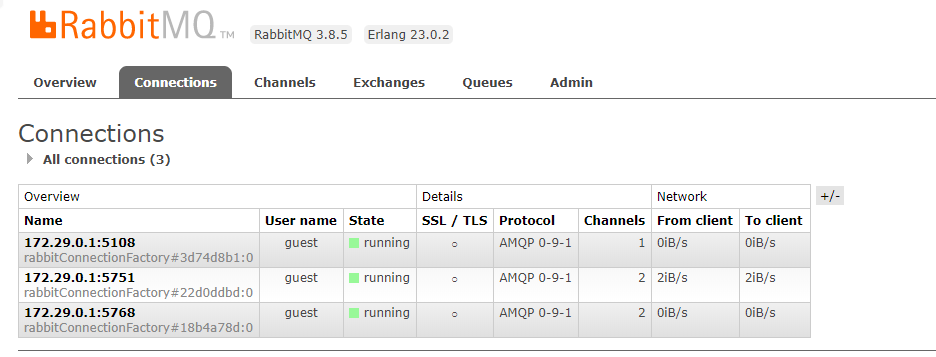 RabbitMQ TM RabbitMQ 3.8.5 Erlang 23.0.2
Overview Connections Channels Exchanges Queues Admin
Connections
All connections (3)
Overview Details Network +/-
Name User name State SSL / TLS Protocol Channels From client To client
172.29.0.1:5108 guest running ○ AMQP 0-9-1 1 0iB/s 0iB/s
rabbitConnectionFactory#3d74d8b1:0
172.29.0.1:5751 guest running ○ AMQP 0-9-1 2 2iB/s 2iB/s
rabbitConnectionFactory#22d0ddbd:0
172.29.0.1:5768 guest running ○ AMQP 0-9-1 2 0iB/s 0iB/s
rabbitConnectionFactory#18b4a78d:0